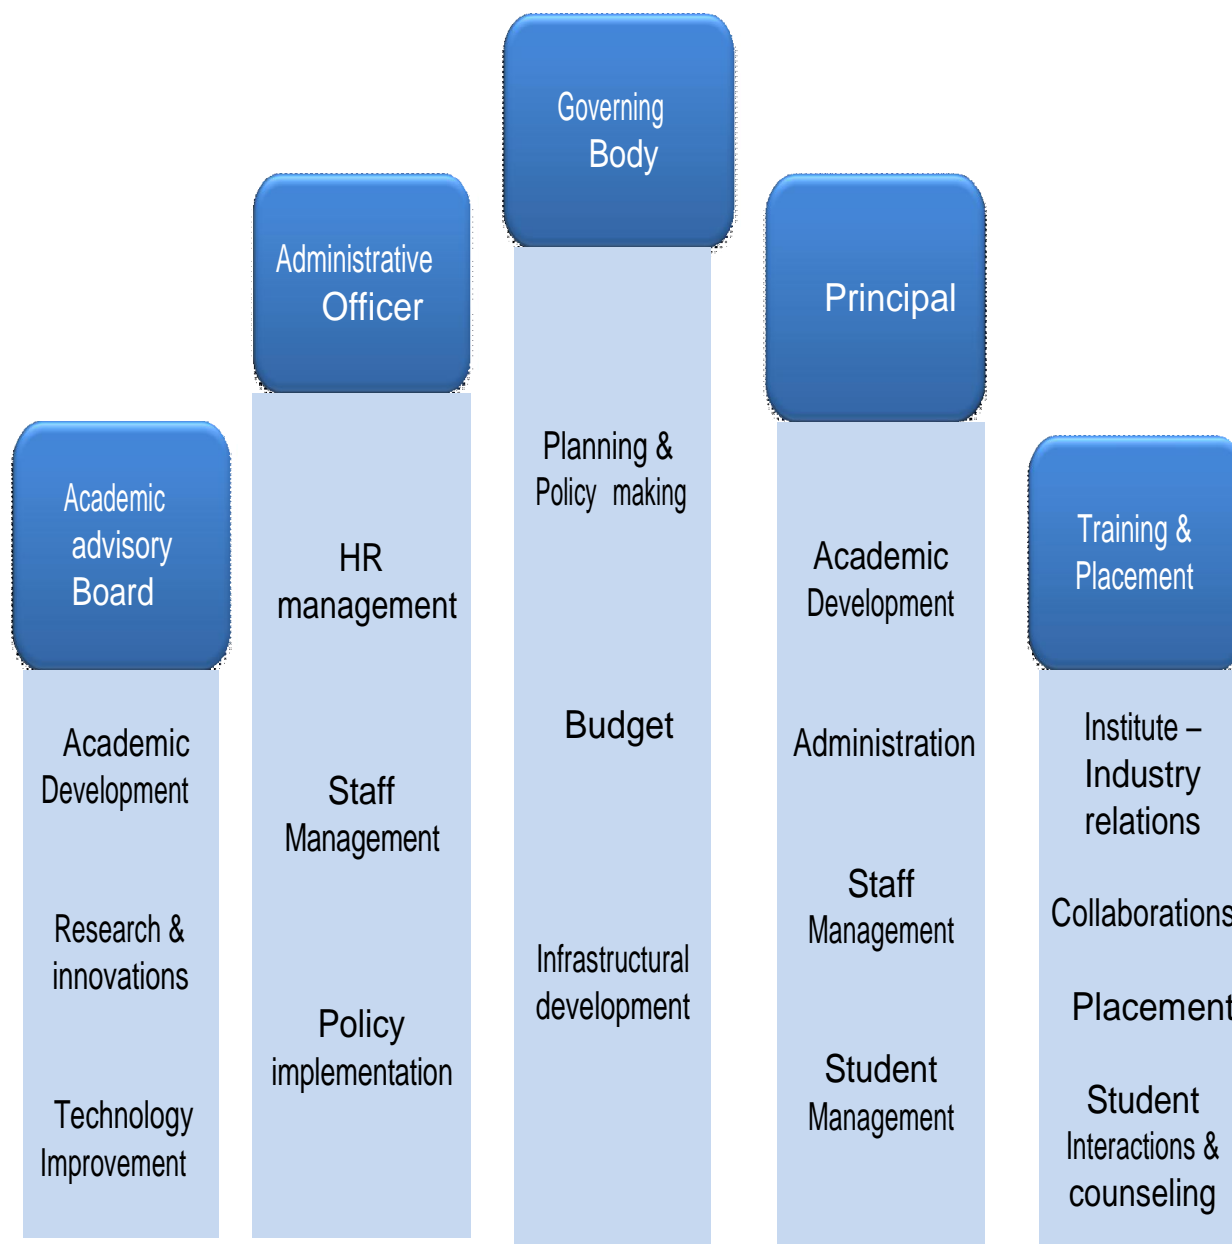 Governing
Body
Administrative
Officer
Principal
Academic
advisory
Board
Training &
Placement
Academic
Development
Research &
innovations
Technology
Improvement
HR
management
Staff
Management
Policy
implementation
Planning &
Policy making
Budget
Infrastructural
development
Academic
Development
Administration
Staff
Management
Student
Management
Institute –
Industry
relations
Collaborations
Placement
Student
Interactions &
counseling